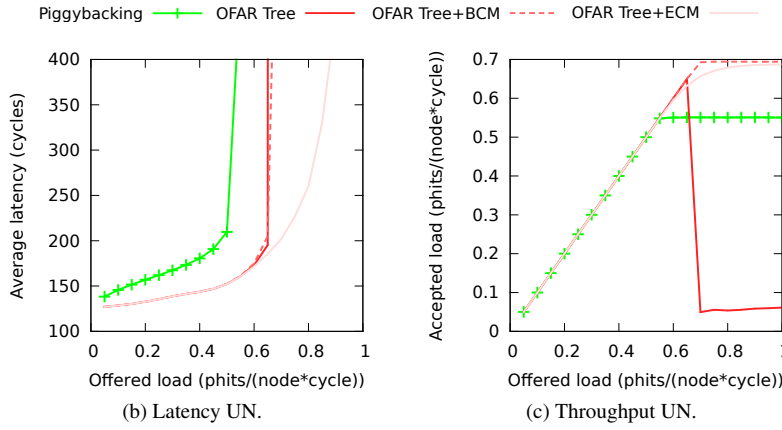 Piggybacking OFAR Tree OFAR Tree+BCM OFAR Tree+ECM
Average latency (cycles)
400
350
300
250
200
150
100
0 0.2 0.4 0.6 0.8 1
Offered load (phits/(node*cycle))
(b) Latency UN.
Accepted load (phits/(node*cycle))
0.7
0.6
0.5
0.4
0.3
0.2
0.1
0
0 0.2 0.4 0.6 0.8 1
Offered load (phits/(node*cycle))
(c) Throughput UN.